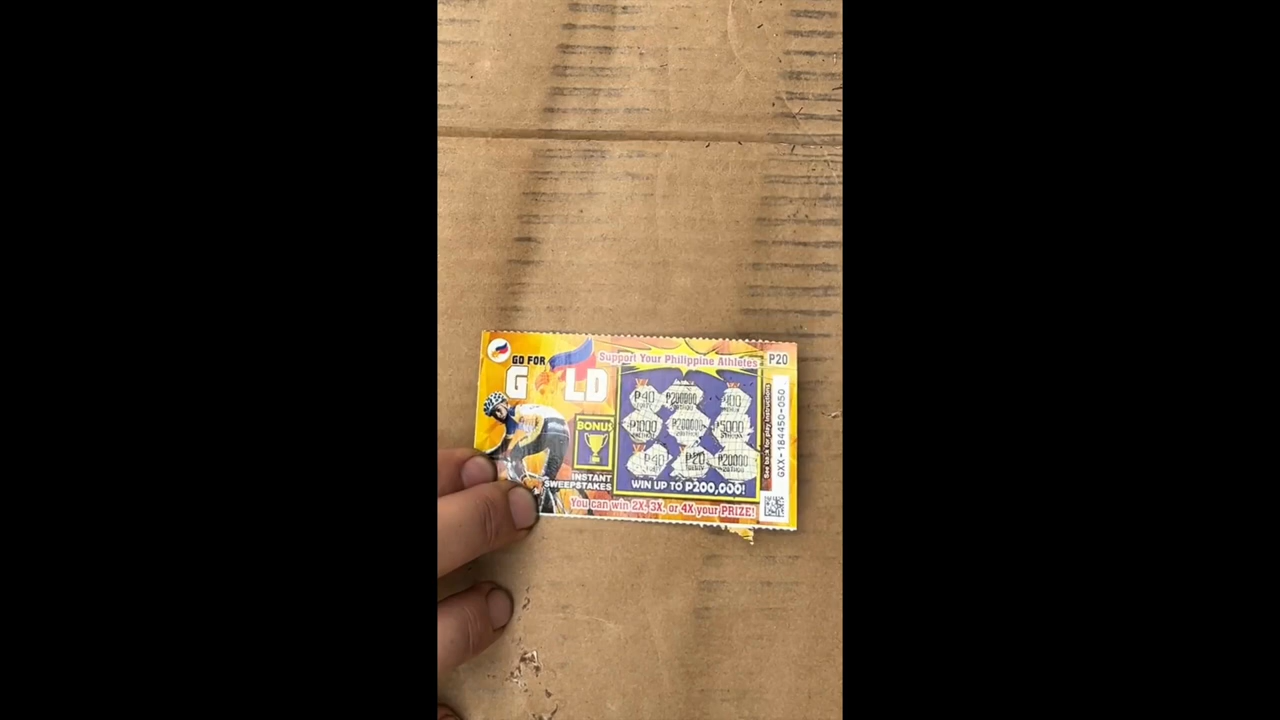 GO FOR
G LD
Support Your Philippine Athletes
P20
P40
P200000
P100
P1000
P200000
P5000
P40
P20
P20000
BONUS
INSTANT
SWEEPSTAKES
WIN UP TO P200,000!
You can win 2X, 3X, or 4X your PRIZE!
See back for play instructions
GXX-184450-050